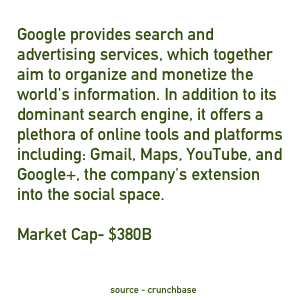 Google provides search and
advertising services, which together
aim to organize and monetize the
world's information. In addition to its
dominant search engine, it offers a
plethora of online tools and platforms
including: Gmail, Maps, YouTube, and
Google+, the company's extension
into the social space.
Market Cap- $380B
source - crunchbase